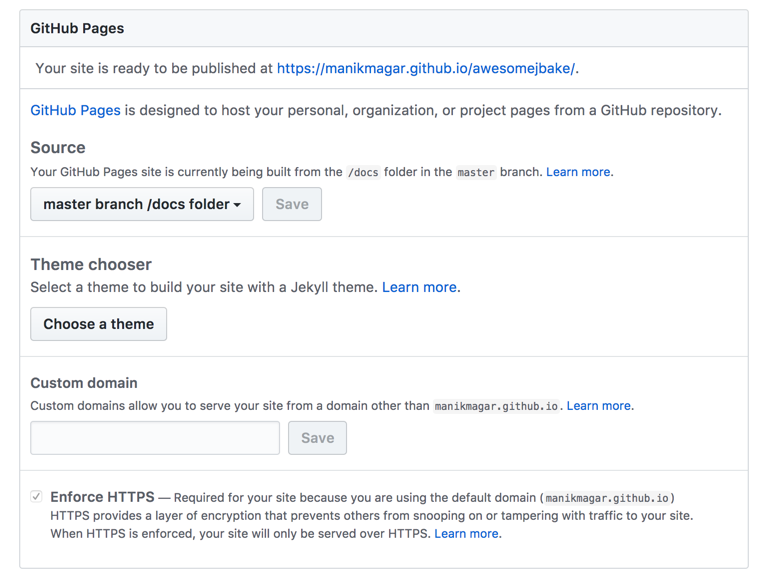 GitHub Pages
Your site is ready to be published at https://manikmagar.github.io/awesomejbake/.
GitHub Pages is designed to host your personal, organization, or project pages from a GitHub repository.
Source
Your GitHub Pages site is currently being built from the /docs folder in the master branch. Learn more.
master branch /docs folder Save
Theme chooser
Select a theme to build your site with a Jekyll theme. Learn more.
Choose a theme
Custom domain
Custom domains allow you to serve your site from a domain other than manikmagar.github.io. Learn more.
Save
Enforce HTTPS — Required for your site because you are using the default domain (manikmagar.github.io)
HTTPS provides a layer of encryption that prevents others from snooping on or tampering with traffic to your site.
When HTTPS is enforced, your site will only be served over HTTPS. Learn more.